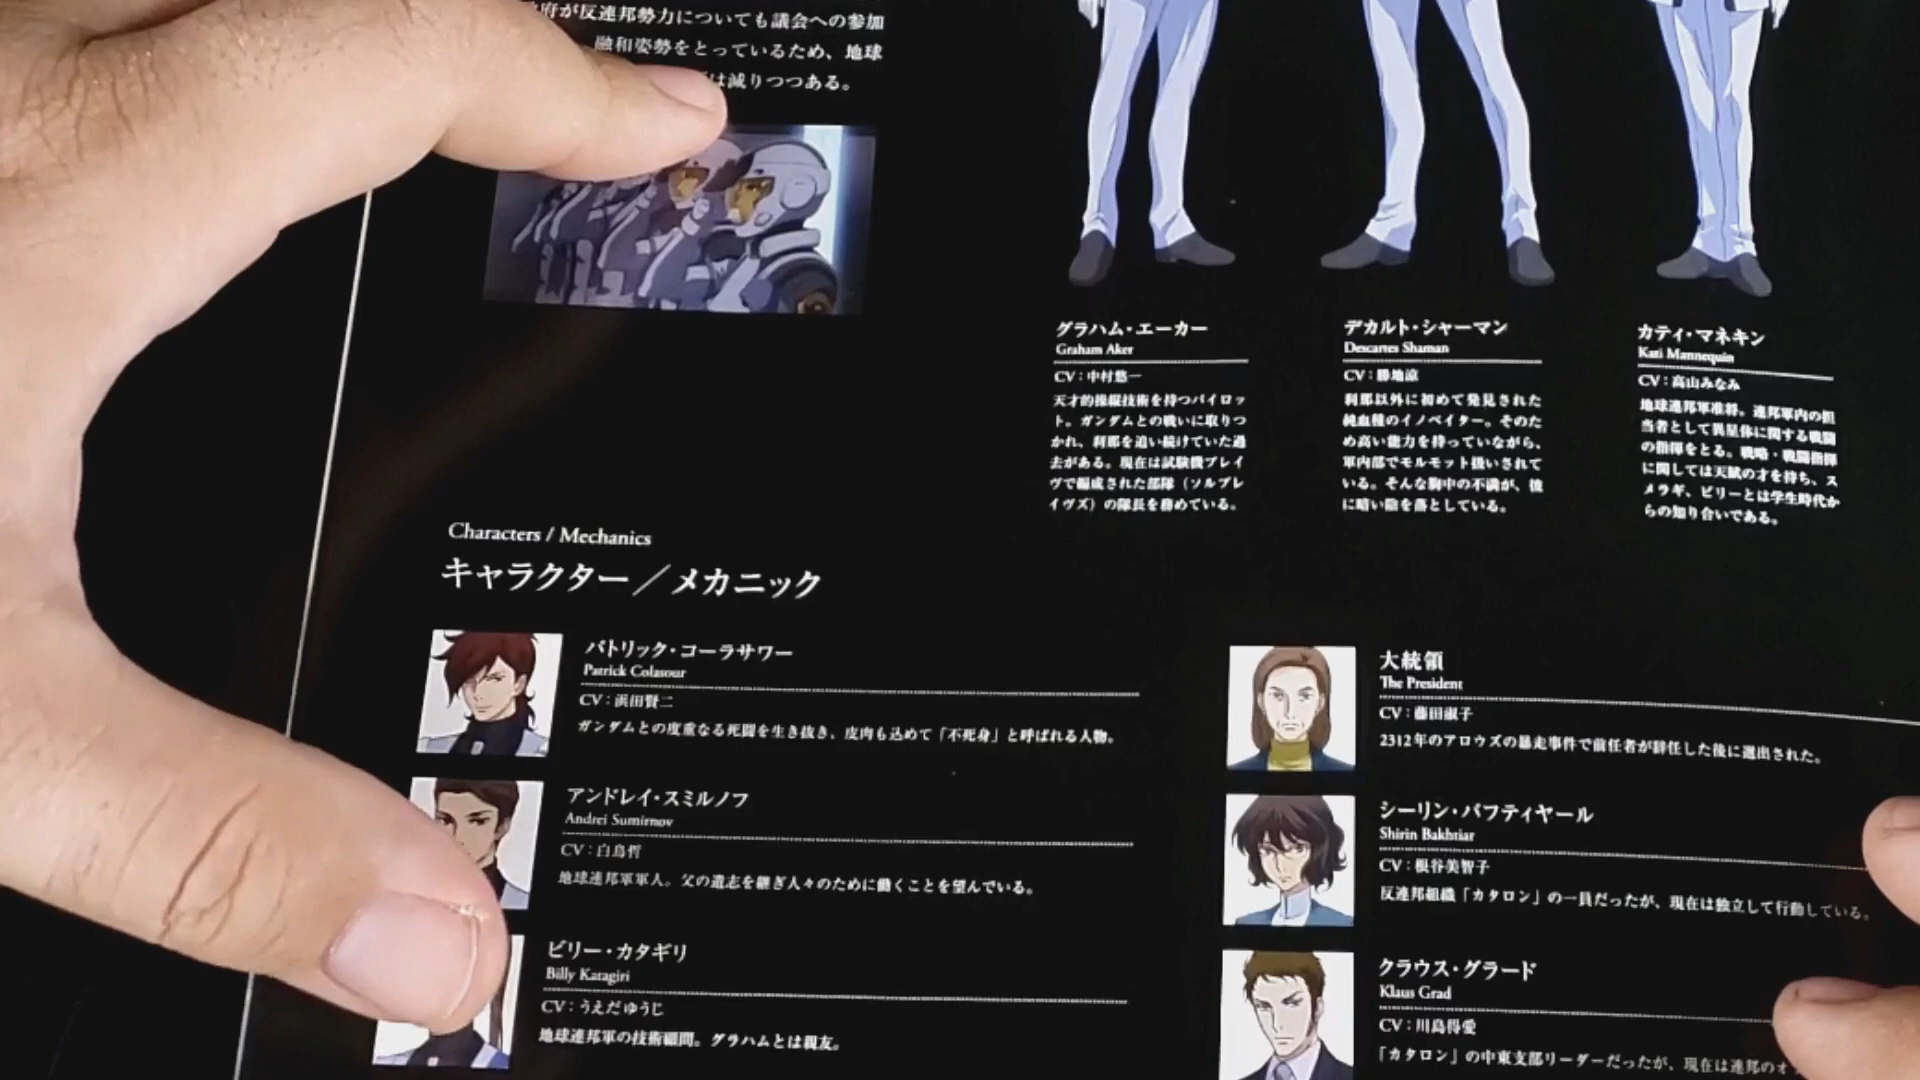 府が反連邦勢力についても議会への参加
融和姿勢をとっているため、地球
は減りつつある。
グラハム・エーカー
Graham Aker
CV：中村悠一
天才的操縦技術を持つパイロッ
ト。ガンダムとの戦いに取りつ
かれ、刹那を追い続けていた過
去がある。現在は試験機ブレイ
ヴで編成された部隊（ソルブレ
イヴズ）の隊長を務めている。
デカルト・シャーマン
Descartes Shaman
CV：勝地涼
刹那以外に初めて発見された
純血種のイノベイター。そのた
め高い能力を持っていながら、
軍内部でモルモット扱いされて
いる。そんな胸中の不満が、彼
に暗い陰を落としている。
カティ・マネキン
Kati Mannequin
CV：高山みなみ
地球連邦軍准将。連邦軍内の担
当者として異星体に関する戦闘
の指揮をとる。戦略・戦闘指揮
に関しては天賦の才を持ち、ス
メラギ、ビリーとは学生時代か
らの知り合いである。
Characters / Mechanics
キャラクター／メカニック
パトリック・コーラサワー
Patrick Colasour
CV：浜田賢二
ガンダムとの度重なる死闘を生き抜き、皮肉も込めて「不死身」と呼ばれる人物。
アンドレイ・スミルノフ
Andrei Sumirnov
CV：白鳥哲
地球連邦軍軍人。父の遺志を継ぎ人々のために働くことを望んでいる。
ビリー・カタギリ
Billy Katagiri
CV：うえだゆうじ
地球連邦軍の技術顧問。グラハムとは親友。
大統領
The President
CV：藤田淑子
2312年のアロウズの暴走事件で前任者が辞任した後に選出された。
シーリン・バフティヤール
Shirin Bakhtiar
CV：根谷美智子
反連邦組織「カタロン」の一員だったが、現在は独立して行動している。
クラウス・グラード
Klaus Grad
CV：川島得愛
「カタロン」の中東支部リーダーだったが、現在は連邦のオ